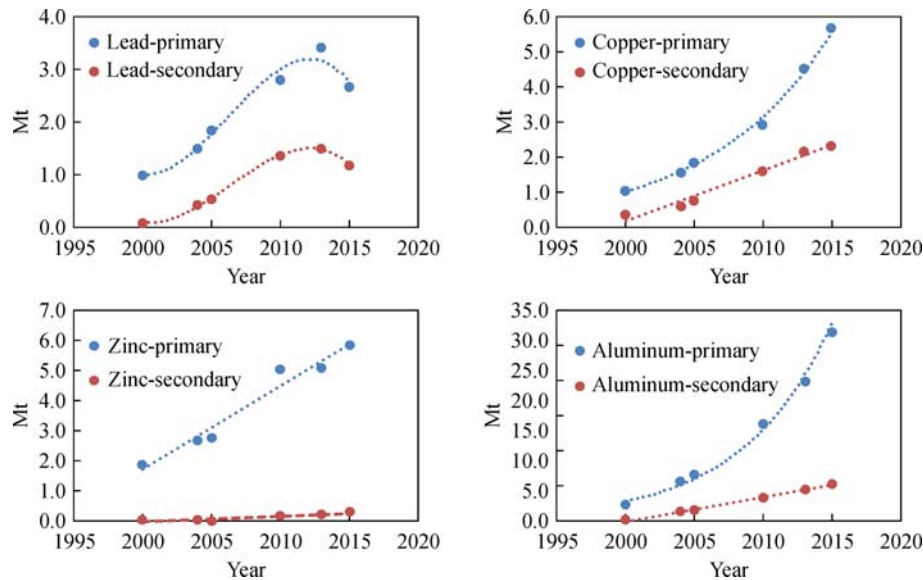 4.0
3.0
2.0
1.0
0.0
Mt
Lead-primary
Lead-secondary
1995 2000 2005 2010 2015 2020
Year
6.0
5.0
4.0
3.0
2.0
1.0
0.0
Mt
Copper-primary
Copper-secondary
1995 2000 2005 2010 2015 2020
Year
7.0
6.0
5.0
4.0
3.0
2.0
1.0
0.0
Mt
Zinc-primary
Zinc-secondary
1995 2000 2005 2010 2015 2020
Year
35.0
30.0
25.0
20.0
10.0
5.0
0.0
Mt
Aluminum-primary
Aluminum-secondary
1995 2000 2005 2010 2015 2020
Year